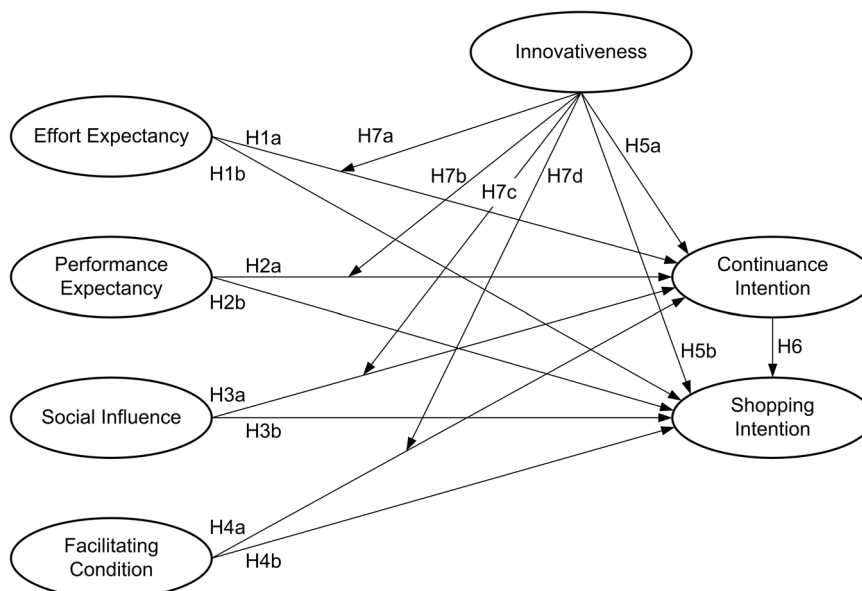 Innovativeness
Effort Expectancy
H1a
H7a
H5a
H1b
H7b
H7c
H7d
Performance
Expectancy
H2a
H2b
Continuance
Intention
H5b
H6
Social Influence
H3a
H3b
Shopping
Intention
Facilitating
Condition
H4a
H4b